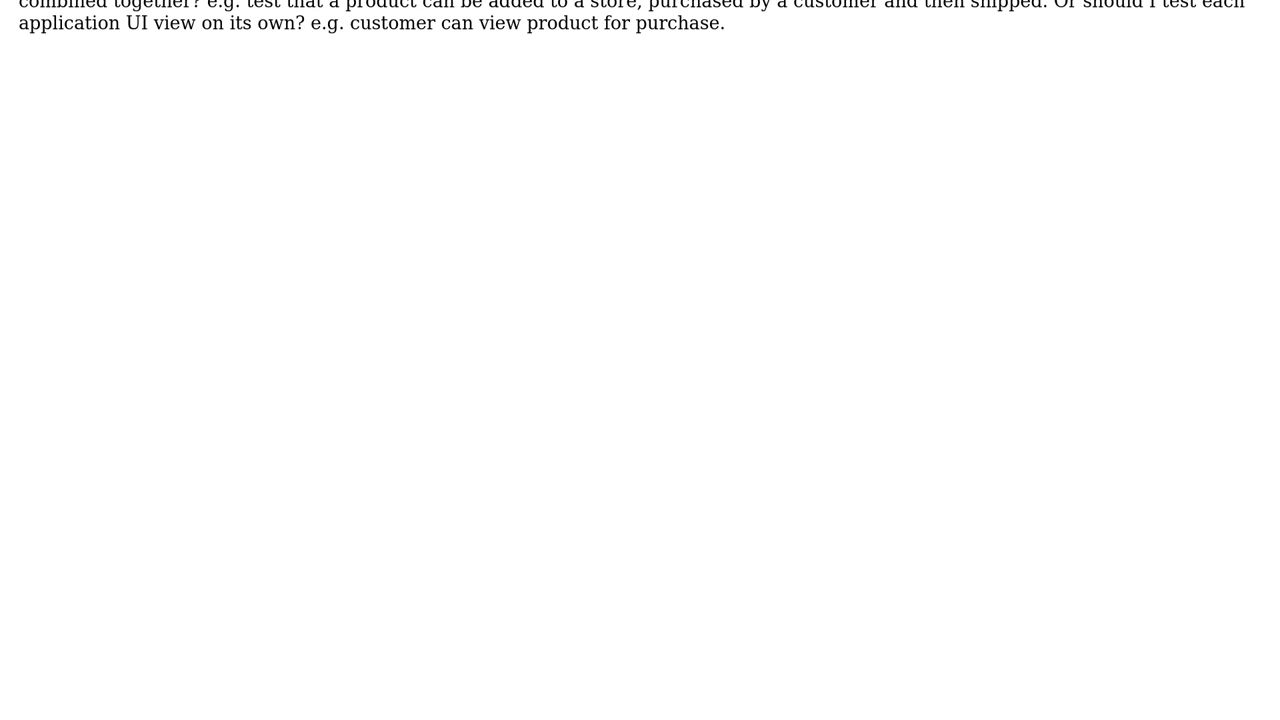 combined together? e.g. test that a product can be added to a store, purchased by a customer and then shipped. Or should I test each
application UI view on its own? e.g. customer can view product for purchase.